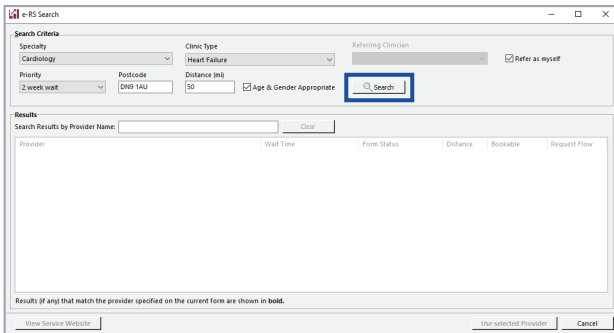 e-RS Search
Search Criteria
Specialty Clinic Type Referring Clinician
Cardiology Heart Failure Refer as myself
Priority Postcode Distance (mi)
2 week wait DN9 1AU 50 Age & Gender Appropriate Search
Results
Search Results by Provider Name: Clear
Provider Wait Time Form Status Distance Bookable Request Flow
Results (if any) that match the provider specified on the current form are shown in bold.
View Service Website Use selected Provider Cancel